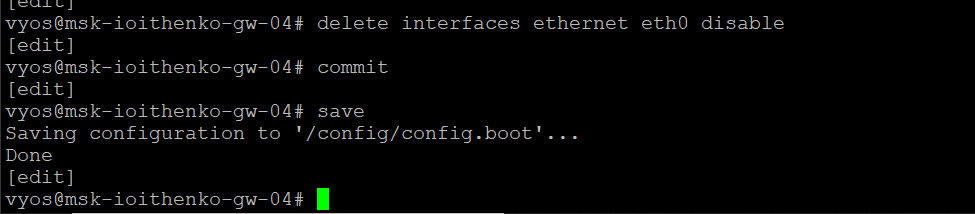 [edit]
vyos@msk-ioithenko-gw-04# delete interfaces ethernet eth0 disable
[edit]
vyos@msk-ioithenko-gw-04# commit
[edit]
vyos@msk-ioithenko-gw-04# save
Saving configuration to '/config/config.boot'...
Done
[edit]
vyos@msk-ioithenko-gw-04#